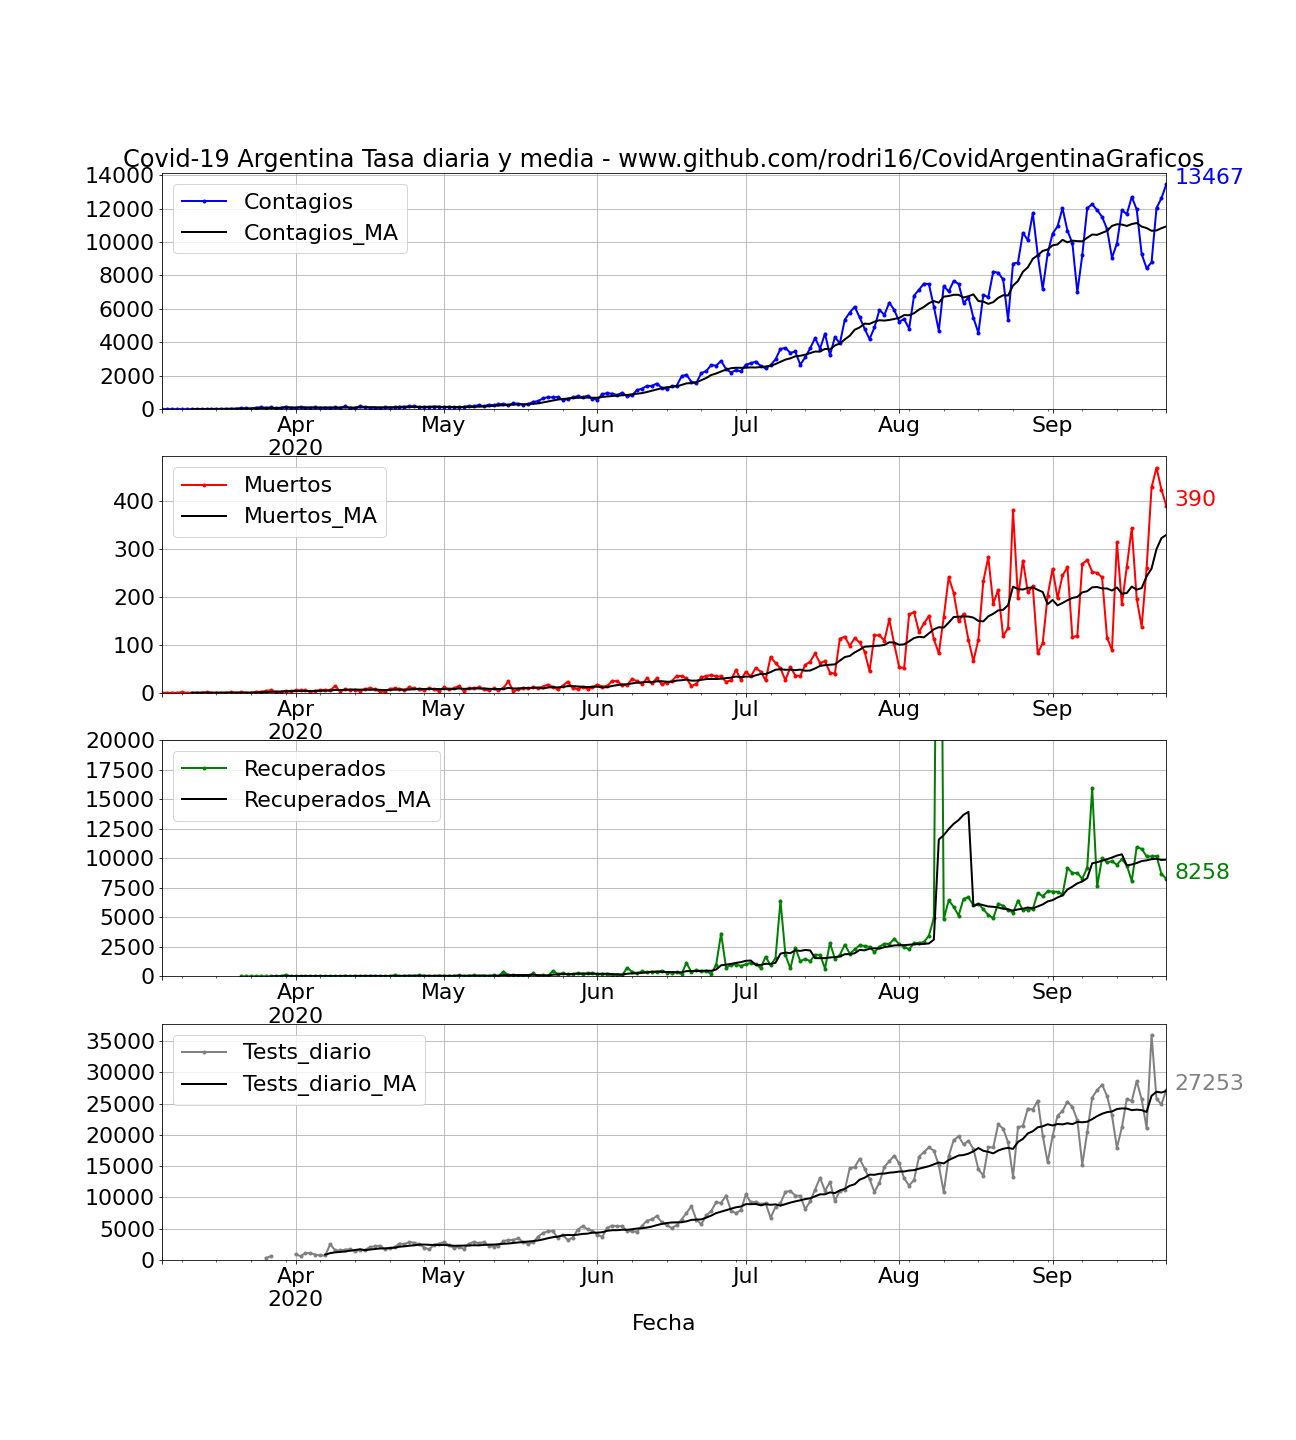 Covid-19 Argentina Tasa diaria y media - www.github.com/rodri16/CovidArgentinaGraficos
14000
12000
10000
8000
6000
4000
2000
0
Contagios
Contagios_MA
13467
Apr May Jun Jul Aug Sep
2020
400
300
200
100
0
Muertos
Muertos_MA
390
Apr May Jun Jul Aug Sep
2020
20000
17500
15000
12500
10000
7500
5000
2500
0
Recuperados
Recuperados_MA
8258
Apr May Jun Jul Aug Sep
2020
35000
30000
25000
20000
15000
10000
5000
0
Tests_diario
Tests_diario_MA
27253
Apr May Jun Jul Aug Sep
2020
Fecha